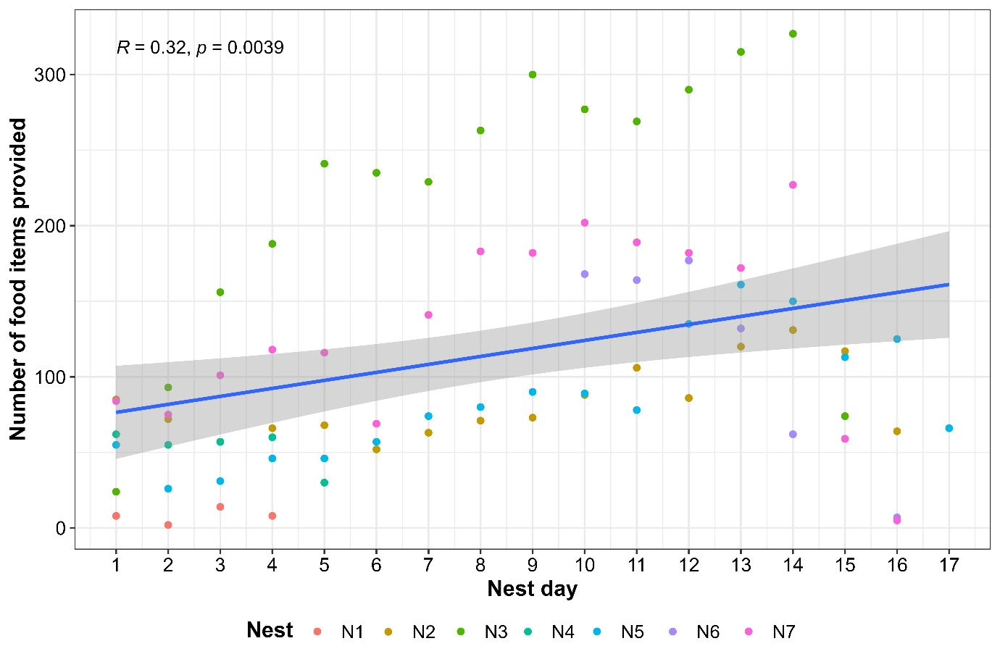 R = 0.32, p = 0.0039
Number of food items provided
300
200
100
0
1 2 3 4 5 6 7 8 9 10 11 12 13 14 15 16 17
Nest day
Nest N1 N2 N3 N4 N5 N6 N7